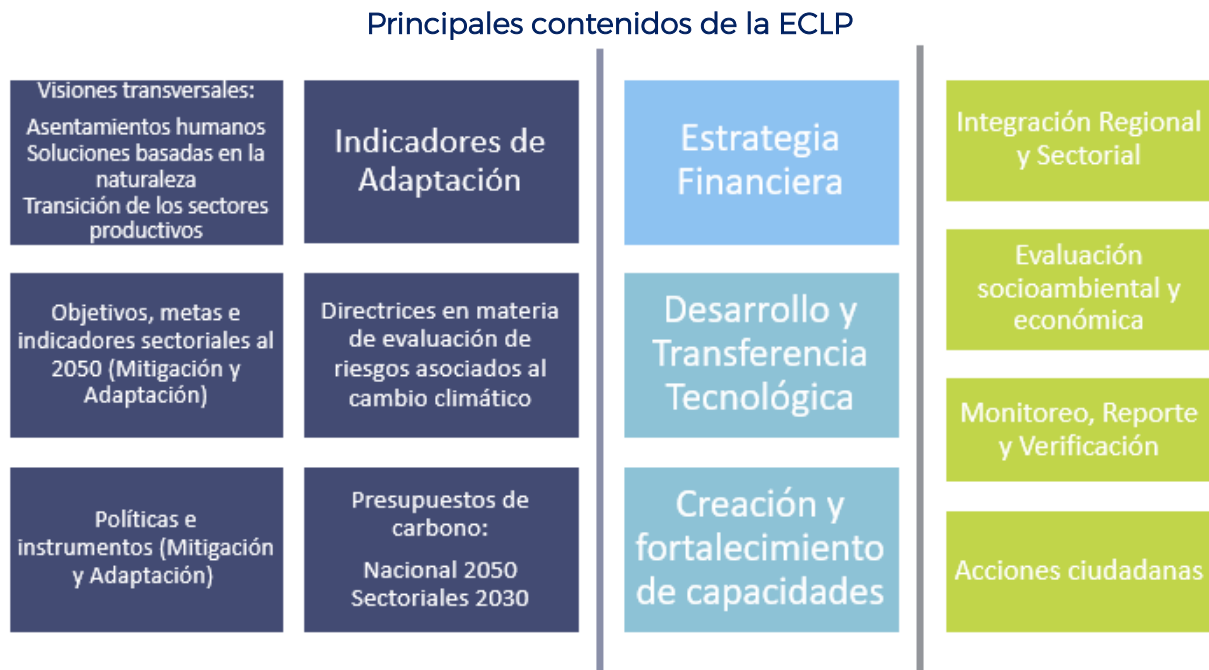 Principales contenidos de la ECLP
Visiones transversales:
Asentamientos humanos
Soluciones basadas en la
naturaleza
Transición de los sectores
productivos
Indicadores de
Adaptación
Estrategia
Financiera
Integración Regional
y Sectorial
Objetivos, metas e
indicadores sectoriales al
2050 (Mitigación y
Adaptación)
Directrices en materia
de evaluación de
riesgos asociados al
cambio climático
Desarrollo y
Transferencia
Tecnológica
Evaluación
socioambiental y
económica
Monitoreo, Reporte
y Verificación
Políticas e
instrumentos (Mitigación
y Adaptación)
Presupuestos de
carbono:
Nacional 2050
Sectoriales 2030
Creación y
fortalecimiento
de capacidades
Acciones ciudadanas